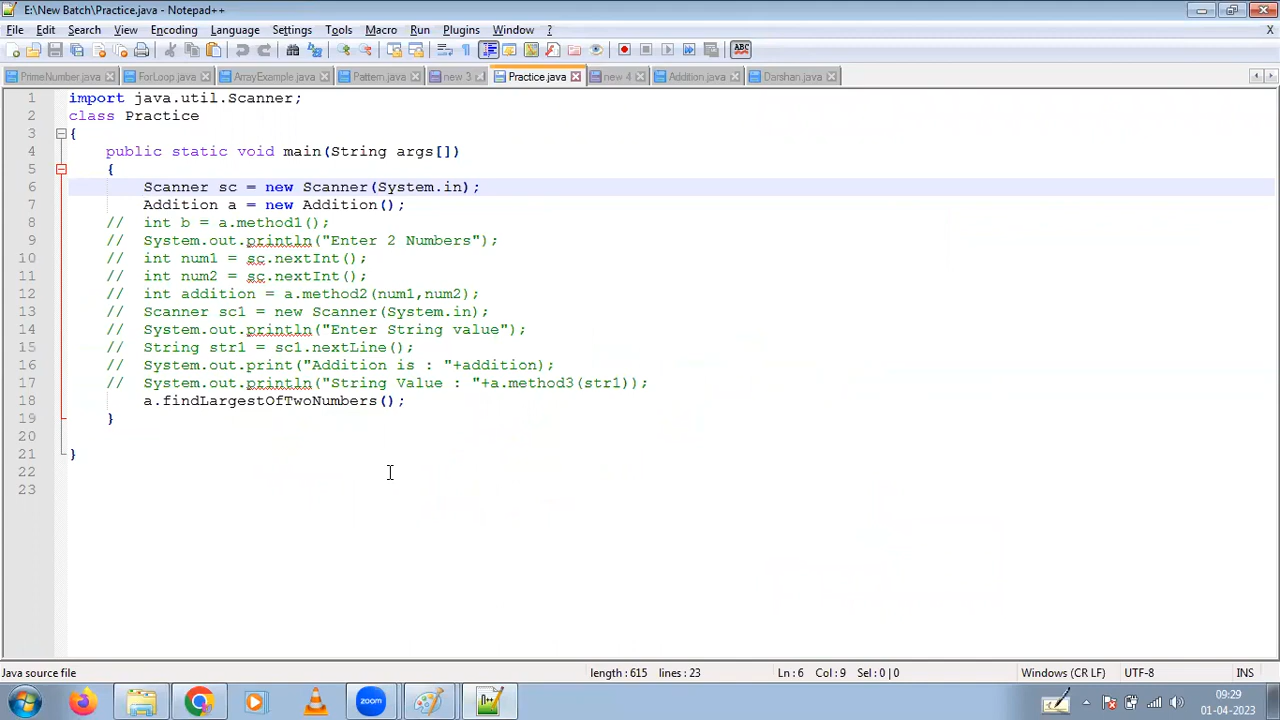 E:\New Batch\Practice.java - Notepad++
File Edit Search View Encoding Language Settings Tools Macro Run Plugins Window ? X
ABC
PrimeNumber.java ForLoop.java ArrayExample.java Pattern.java new 3 Practice.java new 4 Addition.java Darshan.java
1 import java.util.Scanner;
2 class Practice
3 {
4 public static void main(String args[])
5 {
6 Scanner sc = new Scanner(System.in);
7 Addition a = new Addition();
8 // int b = a.method1();
9 // System.out.println("Enter 2 Numbers");
10 // int num1 = sc.nextInt();
11 // int num2 = sc.nextInt();
12 // int addition = a.method2(num1,num2);
13 // Scanner sc1 = new Scanner(System.in);
14 // System.out.println("Enter String value");
15 // String str1 = sc1.nextLine();
16 // System.out.print("Addition is : "+addition);
17 // System.out.println("String Value : "+a.method3(str1));
18 a.findLargestOfTwoNumbers();
19 }
20
21 }
22
23
Java source file length : 615 lines : 23 Ln : 6 Col : 9 Sel : 0 | 0 Windows (CR LF) UTF-8 INS
zoom
09:29
01-04-2023